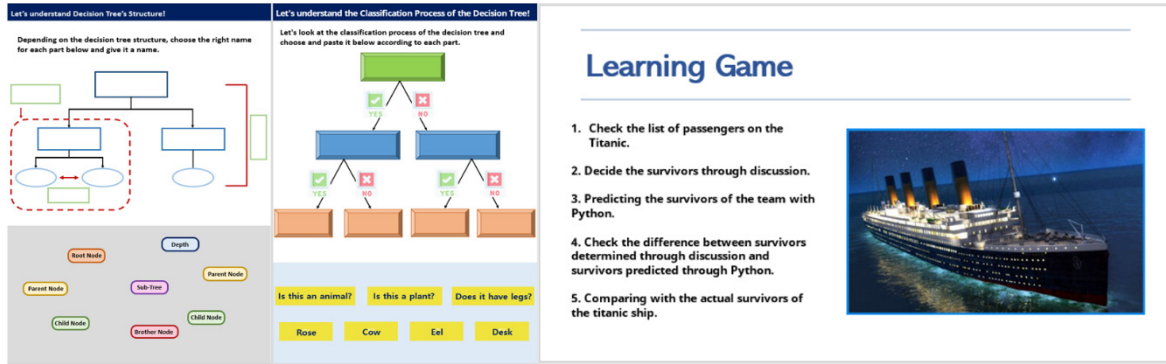 Let's understand Decision Tree's Structure!
Depending on the decision tree structure, choose the right name
for each part below and give it a name.
Depth
Root Node
Parent Node
Parent Node
Sub-Tree
Child Node
Child Node
Brother Node
Let's understand the Classification Process of the Decision Tree!
Let's look at the classification process of the decision tree and
choose and paste it below according to each part.
YES
NO
YES
NO
YES
NO
Is this an animal?
Is this a plant?
Does it have legs?
Rose
Cow
Eel
Desk
Learning Game
1. Check the list of passengers on the
Titanic.
2. Decide the survivors through discussion.
3. Predicting the survivors of the team with
Python.
4. Check the difference between survivors
determined through discussion and
survivors predicted through Python.
5. Comparing with the actual survivors of
the titanic ship.